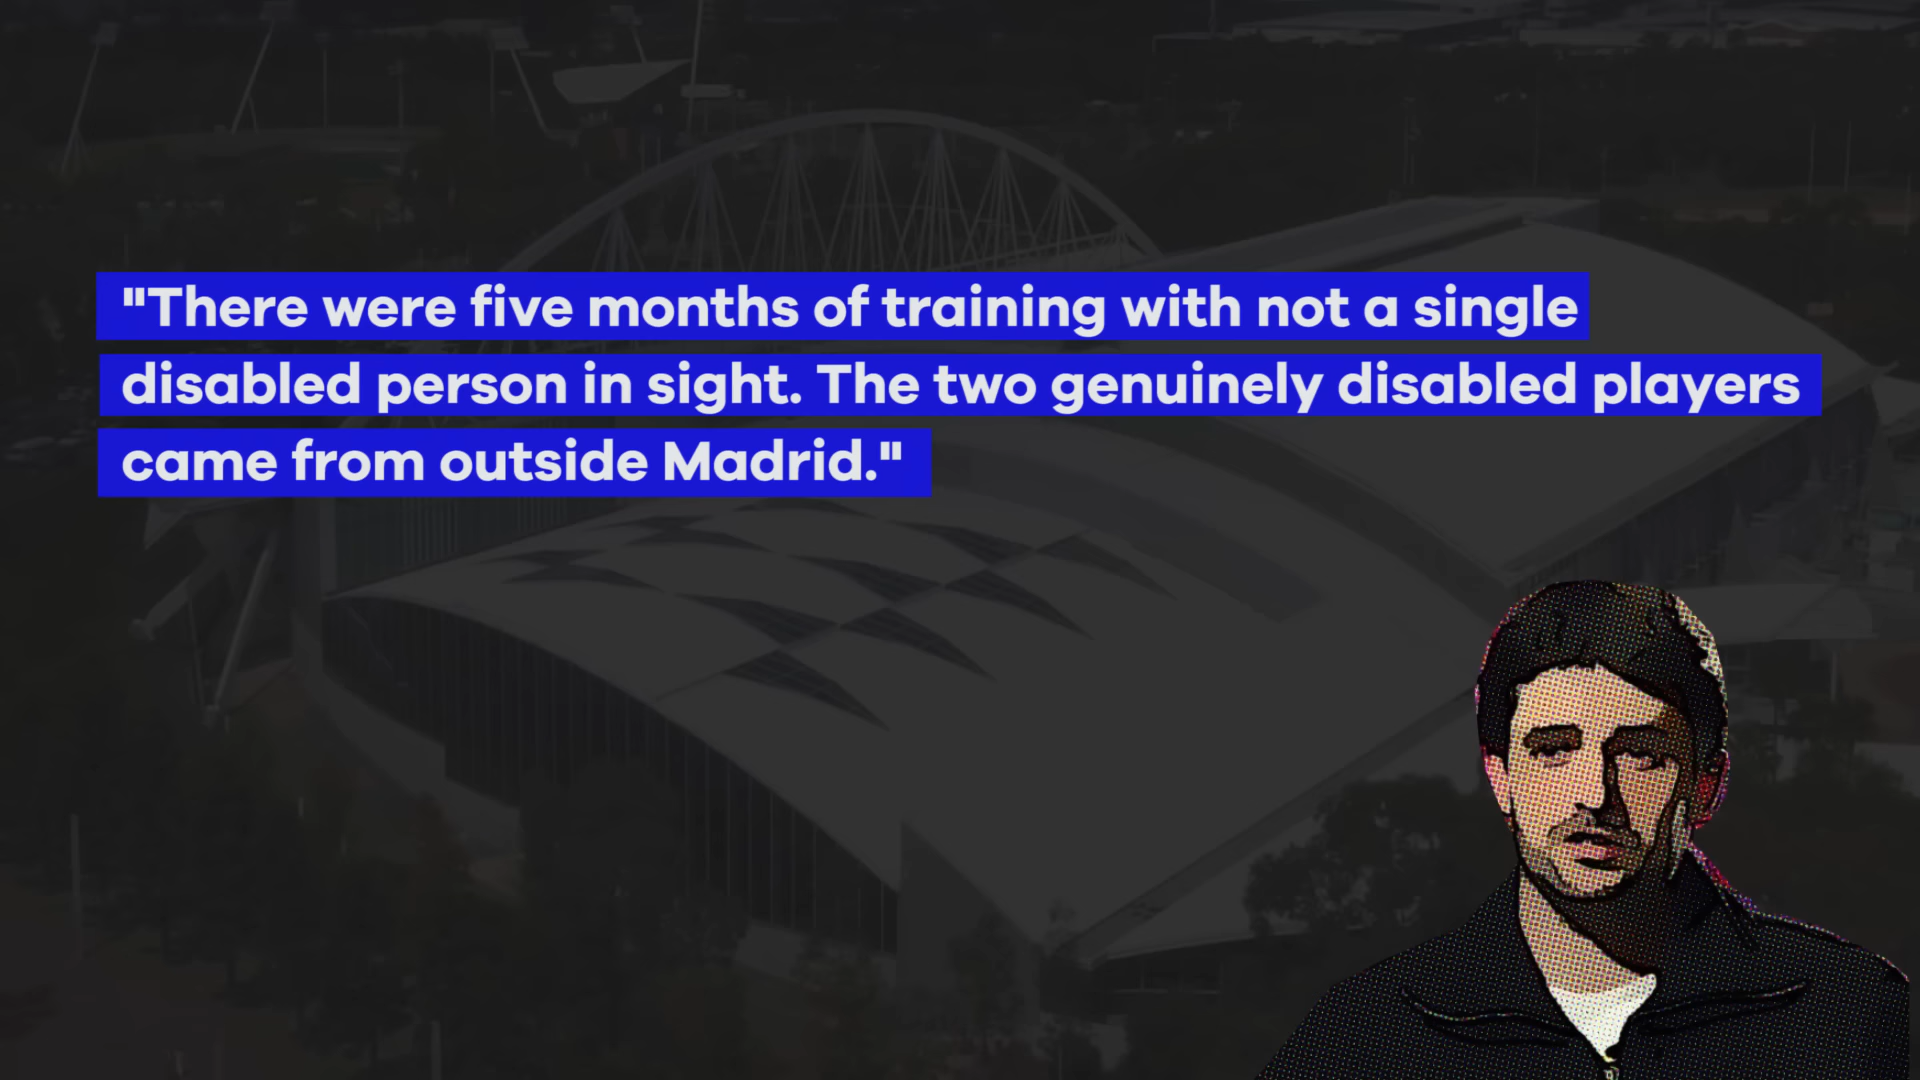 "There were five months of training with not a single
disabled person in sight. The two genuinely disabled players
came from outside Madrid."